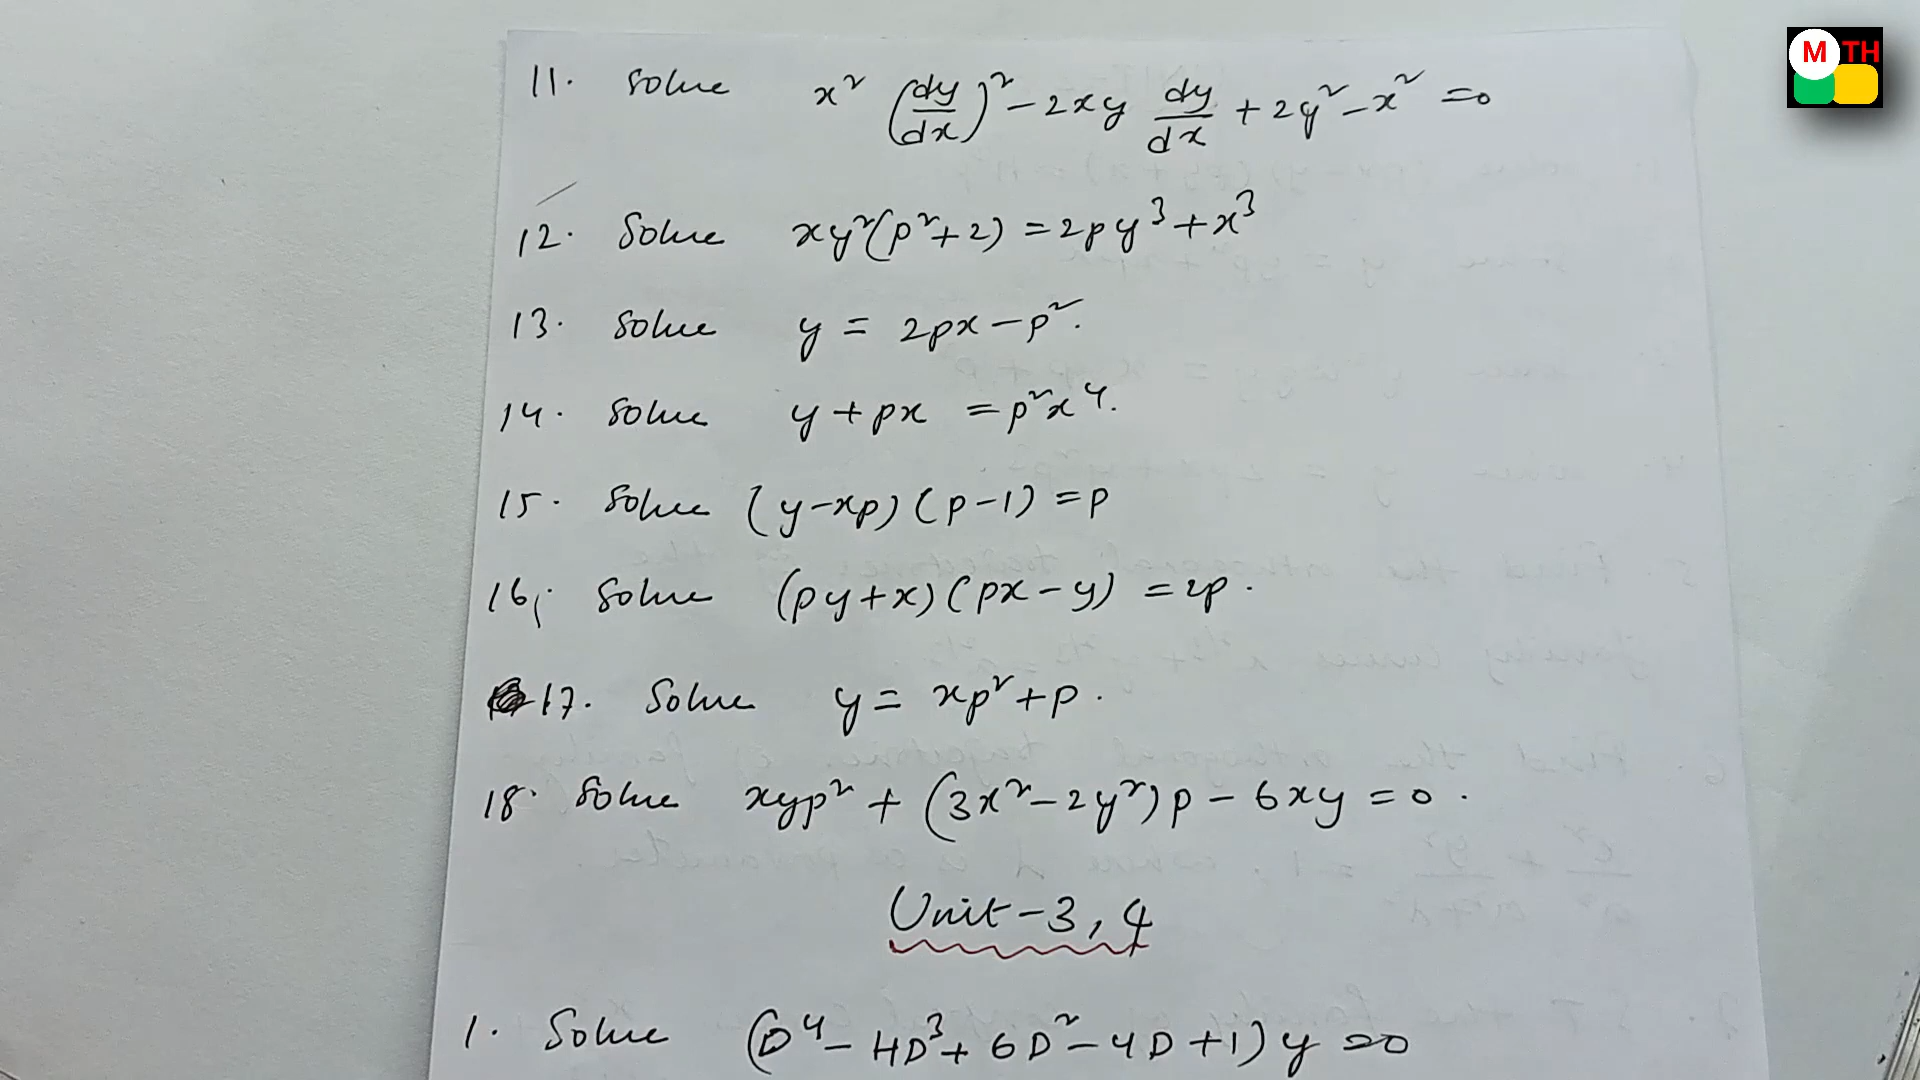 M TH
11. Solve x² (dy/dx)² - 2xy dy/dx + 2y² - x² = 0
12. Solve xy²(p²+2) = 2py³ + x³
13. Solve y = 2px - p².
14. Solve y + px = p²x⁴.
15. Solve (y-xp)(p-1) = p
16. Solve (py+x)(px-y) = 2p.
17. Solve y = xp² + p.
18. Solve xyp² + (3x² - 2y²)p - 6xy = 0.
Unit-3,4
1. Solve (D⁴ - 4D³ + 6D² - 4D + 1)y = 0